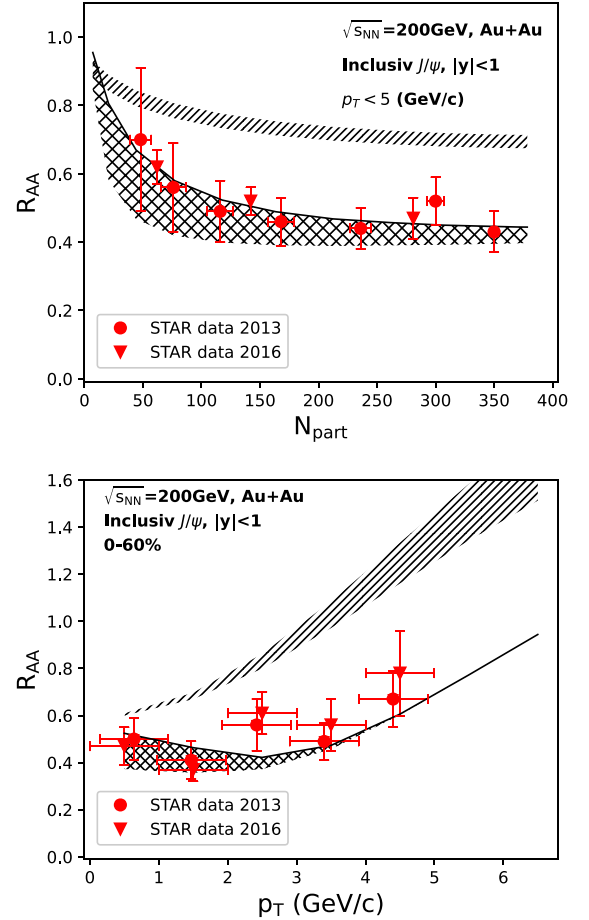 √sNN=200GeV, Au+Au
Inclusiv J/ψ, |y|<1
pT < 5 (GeV/c)
RAA
1.0
0.8
0.6
0.4
0.2
0.0
STAR data 2013
STAR data 2016
0 50 100 150 200 250 300 350 400
Npart
√sNN=200GeV, Au+Au
Inclusiv J/ψ, |y|<1
0-60%
RAA
1.6
1.4
1.2
1.0
0.8
0.6
0.4
0.2
0.0
STAR data 2013
STAR data 2016
0 1 2 3 4 5 6
pT (GeV/c)